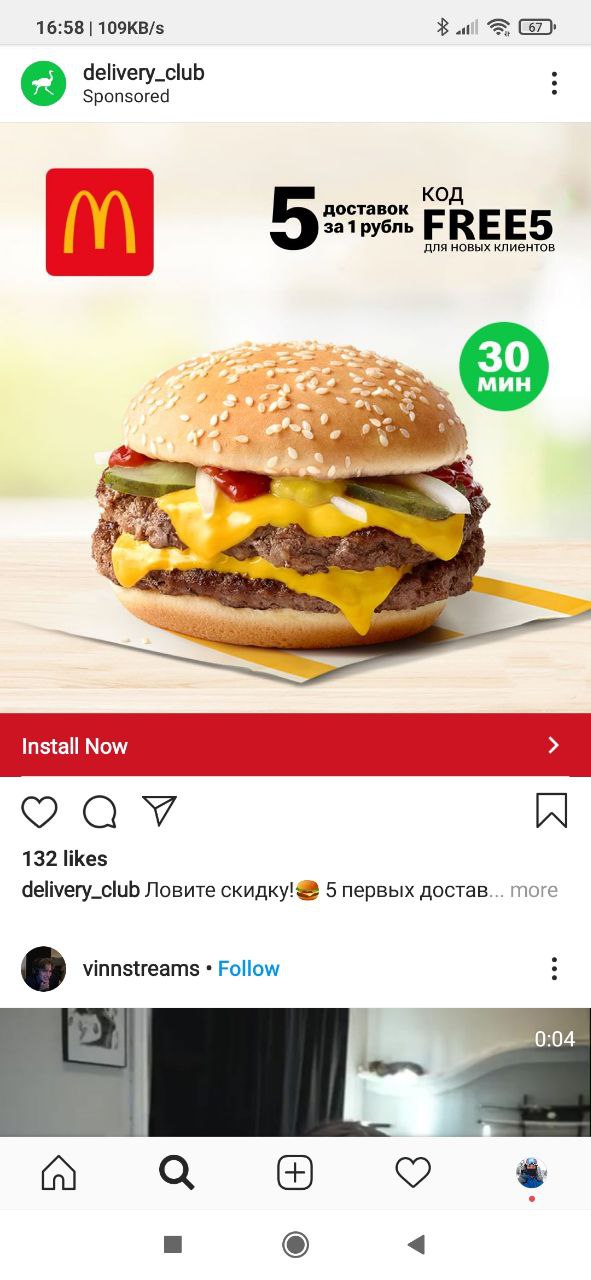 16:58 | 109KB/s
67
delivery_club
Sponsored
5 доставок
за 1 рубль
КОД
FREE5
для новых клиентов
30
мин
Install Now
132 likes
delivery_club Ловите скидку!🍔 5 первых достав... more
vinnstreams • Follow
0:04